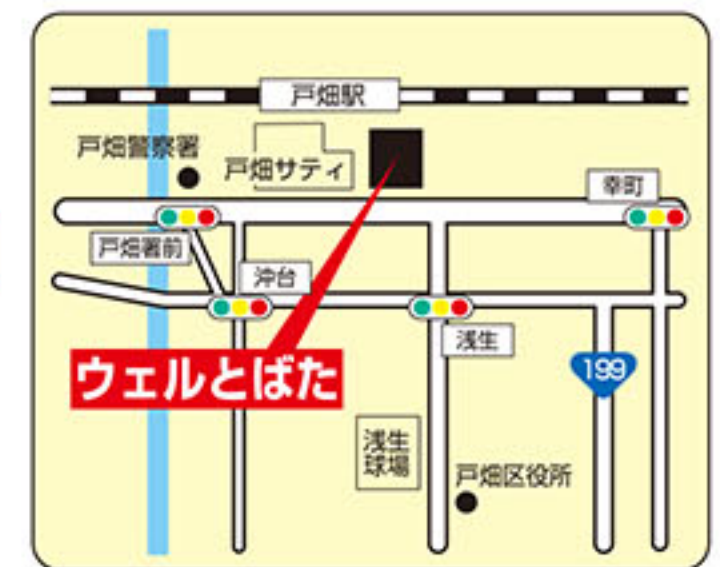 戸畑駅
戸畑警察署
戸畑サティ
幸町
戸畑署前
沖台
浅生
ウェルとばた
199
浅生
球場
戸畑区役所